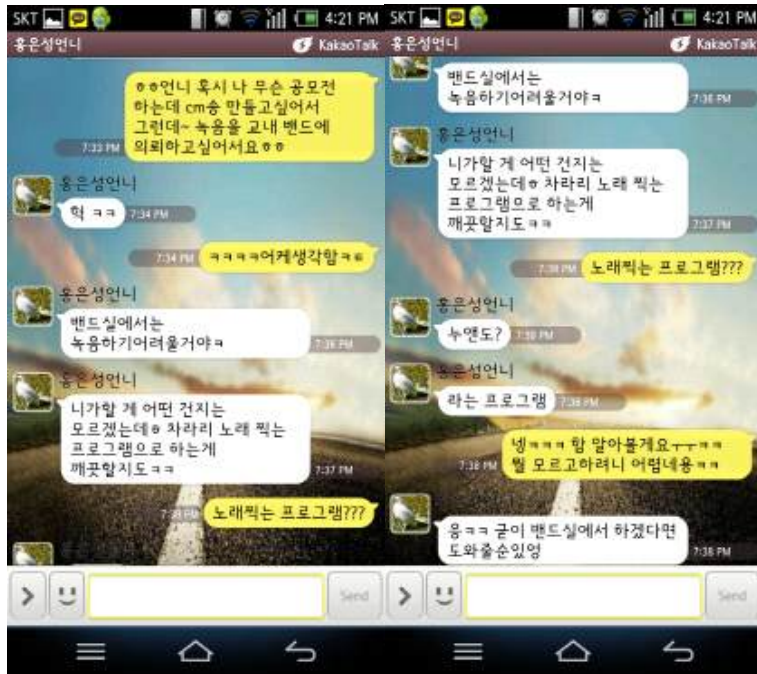 SKT 4:21 PM
홍은성언니 KakaoTalk
ㅎㅎ언니 혹시 나 무슨 공모전
하는데 cm송 만들고싶어서
그런데~ 녹음을 교내 밴드에
의뢰하고싶어서요ㅎㅎ
7:33 PM
홍은성언니
헉 ㅋㅋ 7:34 PM
7:34 PM ㅋㅋㅋㅋ어케생각함ㅋㅌ
홍은성언니
밴드실에서는
녹음하기어려울거야ㅋ 7:36 PM
홍은성언니
니가할 게 어떤 건지는
모르겠는데ㅎ 차라리 노래 찍는
프로그램으로 하는게
깨끗할지도ㅋㅋ 7:37 PM
7:38 PM 노래찍는 프로그램???
Send
SKT 4:21 PM
홍은성언니 KakaoTalk
밴드실에서는
녹음하기어려울거야ㅋ 7:36 PM
홍은성언니
니가할 게 어떤 건지는
모르겠는데ㅎ 차라리 노래 찍는
프로그램으로 하는게
깨끗할지도ㅋㅋ 7:37 PM
7:38 PM 노래찍는 프로그램???
홍은성언니
누앤도? 7:38 PM
홍은성언니
라는 프로그램 7:38 PM
넹ㅋㅋㅋ 함 알아볼게요ㅜㅜㅋㅋ
뭘 모르고하려니 어렵네용ㅋㅋ
7:38 PM
응ㅋㅋ 굳이 밴드실에서 하겠다면
도와줄순있엉 7:38 PM
Send